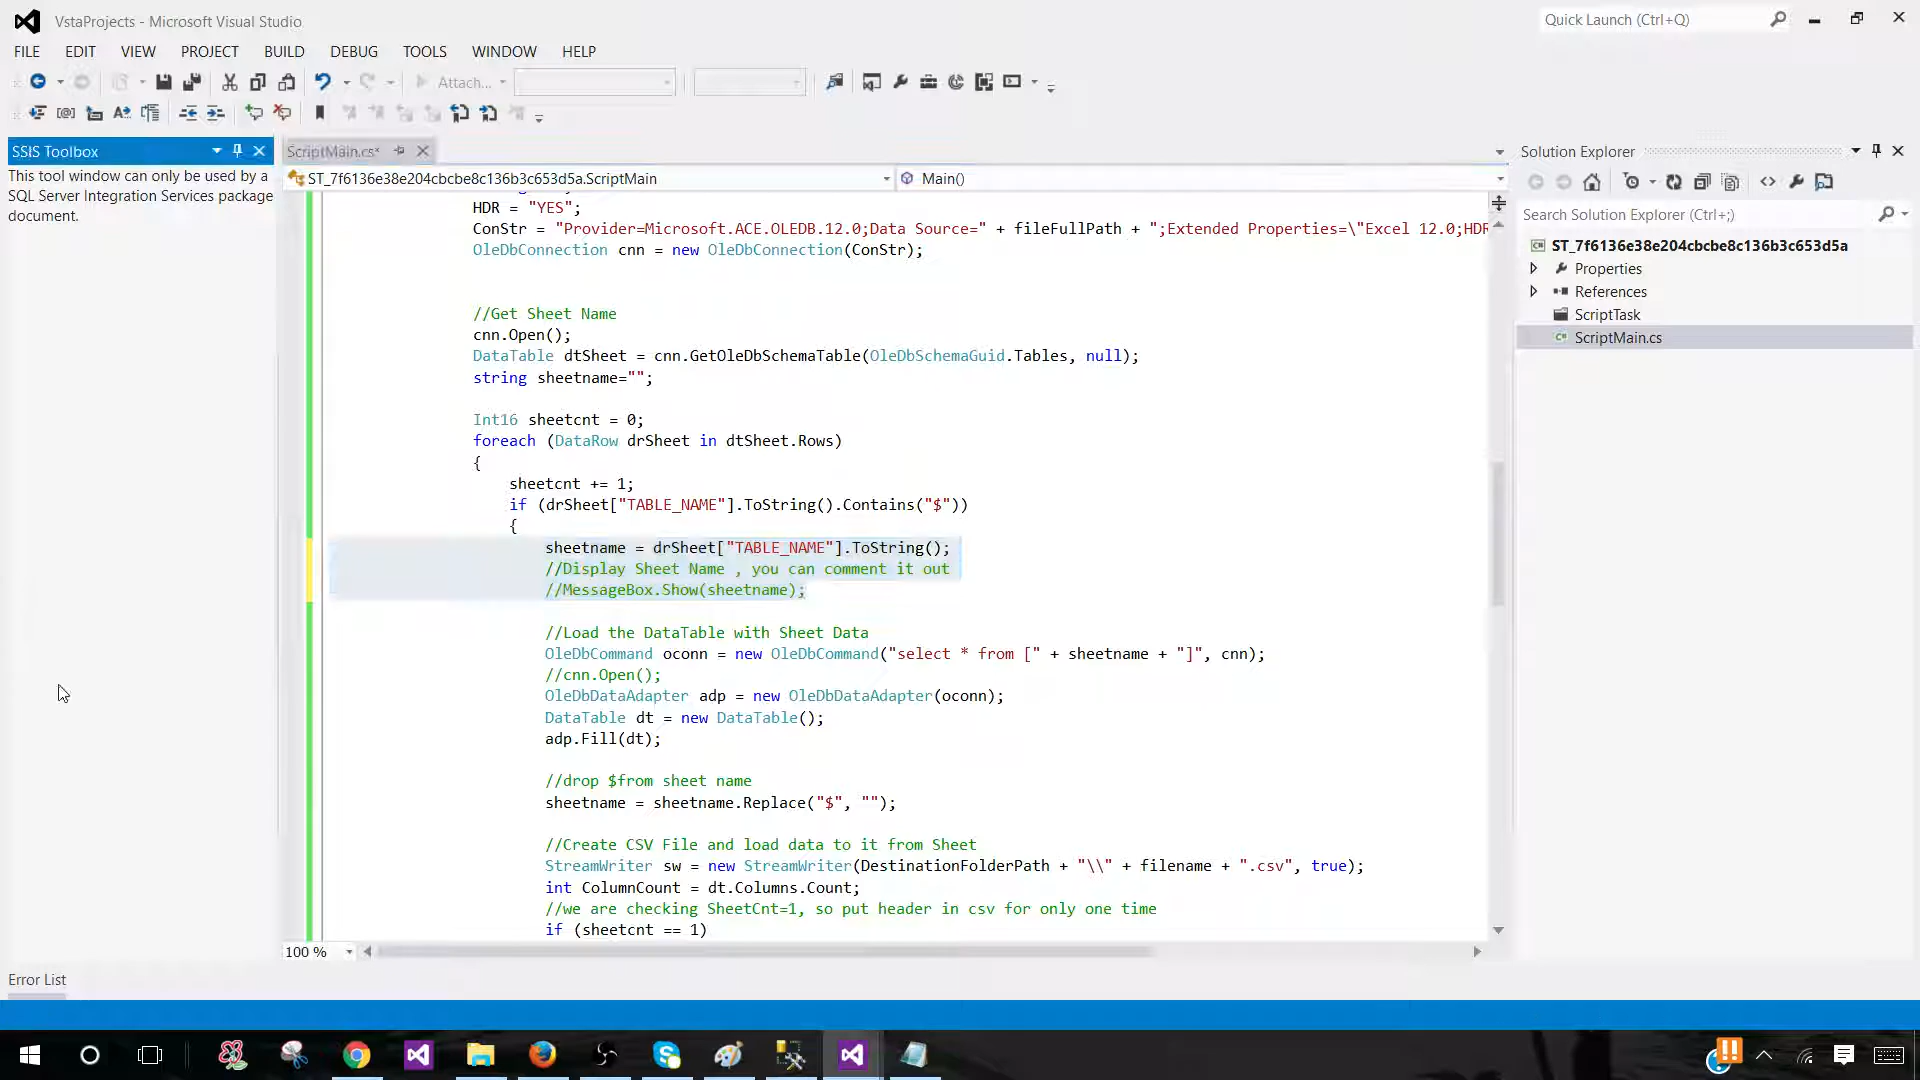 VstaProjects - Microsoft Visual Studio
Quick Launch (Ctrl+Q)
FILE EDIT VIEW PROJECT BUILD DEBUG TOOLS WINDOW HELP
Attach...
SSIS Toolbox
This tool window can only be used by a
SQL Server Integration Services package
document.
ScriptMain.cs*
ST_7f6136e38e204cbcbe8c136b3c653d5a.ScriptMain
Main()
HDR = "YES";
ConStr = "Provider=Microsoft.ACE.OLEDB.12.0;Data Source=" + fileFullPath + ";Extended Properties=\"Excel 12.0;HDR
OleDbConnection cnn = new OleDbConnection(ConStr);
//Get Sheet Name
cnn.Open();
DataTable dtSheet = cnn.GetOleDbSchemaTable(OleDbSchemaGuid.Tables, null);
string sheetname="";
Int16 sheetcnt = 0;
foreach (DataRow drSheet in dtSheet.Rows)
{
sheetcnt += 1;
if (drSheet["TABLE_NAME"].ToString().Contains("$"))
{
sheetname = drSheet["TABLE_NAME"].ToString();
//Display Sheet Name , you can comment it out
//MessageBox.Show(sheetname);
//Load the DataTable with Sheet Data
OleDbCommand oconn = new OleDbCommand("select * from [" + sheetname + "]", cnn);
//cnn.Open();
OleDbDataAdapter adp = new OleDbDataAdapter(oconn);
DataTable dt = new DataTable();
adp.Fill(dt);
//drop $from sheet name
sheetname = sheetname.Replace("$", "");
//Create CSV File and load data to it from Sheet
StreamWriter sw = new StreamWriter(DestinationFolderPath + "\\" + filename + ".csv", true);
int ColumnCount = dt.Columns.Count;
//we are checking SheetCnt=1, so put header in csv for only one time
if (sheetcnt == 1)
100 %
Solution Explorer
Search Solution Explorer (Ctrl+;)
ST_7f6136e38e204cbcbe8c136b3c653d5a
Properties
References
ScriptTask
ScriptMain.cs
Error List